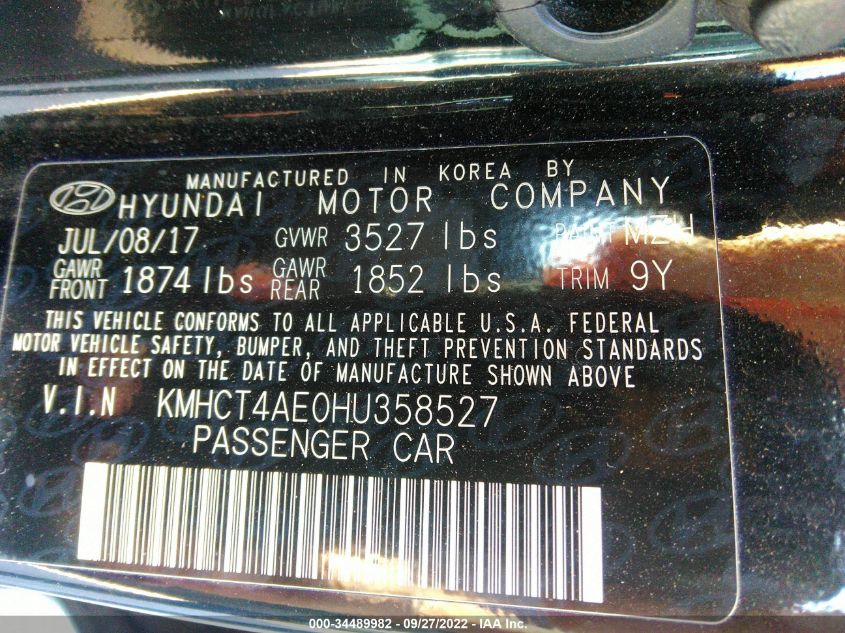 MANUFACTURED IN KOREA BY
HYUNDAI MOTOR COMPANY
JUL/08/17 GVWR 3527 lbs PAINT MZH
GAWR FRONT 1874 lbs GAWR REAR 1852 lbs TRIM 9Y
THIS VEHICLE CONFORMS TO ALL APPLICABLE U.S.A. FEDERAL
MOTOR VEHICLE SAFETY, BUMPER, AND THEFT PREVENTION STANDARDS
IN EFFECT ON THE DATE OF MANUFACTURE SHOWN ABOVE
V.I.N KMHCT4AE0HU358527
PASSENGER CAR
000-34489982 - 09/27/2022 - IAA Inc.